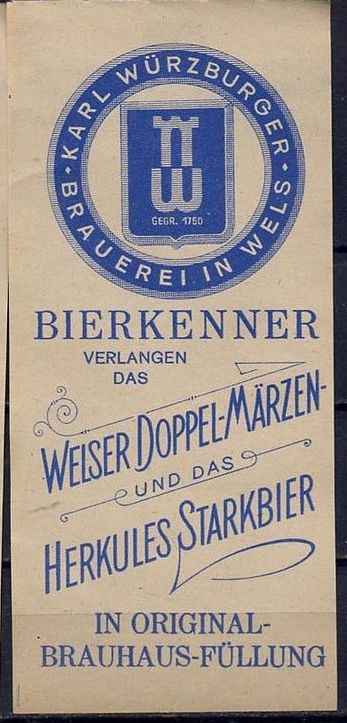 KARL WÜRZBURGER
BRAUEREI IN WELS
W
GEGR. 1750
BIERKENNER
VERLANGEN
DAS
WELSER DOPPEL-MÄRZEN-
UND DAS
HERKULES STARKBIER
IN ORIGINAL-
BRAUHAUS-FÜLLUNG